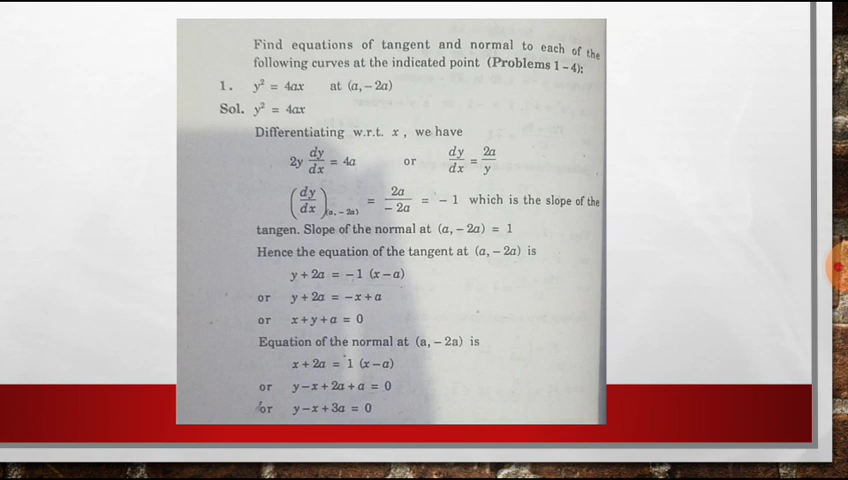 Find equations of tangent and normal to each of the
following curves at the indicated point (Problems 1 – 4):
1. y² = 4ax at (a, – 2a)
Sol. y² = 4ax
Differentiating w.r.t. x , we have
2y dy/dx = 4a or dy/dx = 2a/y
(dy/dx)(a, – 2a) = 2a/– 2a = – 1 which is the slope of the
tangen. Slope of the normal at (a, – 2a) = 1
Hence the equation of the tangent at (a, – 2a) is
y + 2a = – 1 (x – a)
or y + 2a = – x + a
or x + y + a = 0
Equation of the normal at (a, – 2a) is
x + 2a = 1 (x – a)
or y – x + 2a + a = 0
or y – x + 3a = 0